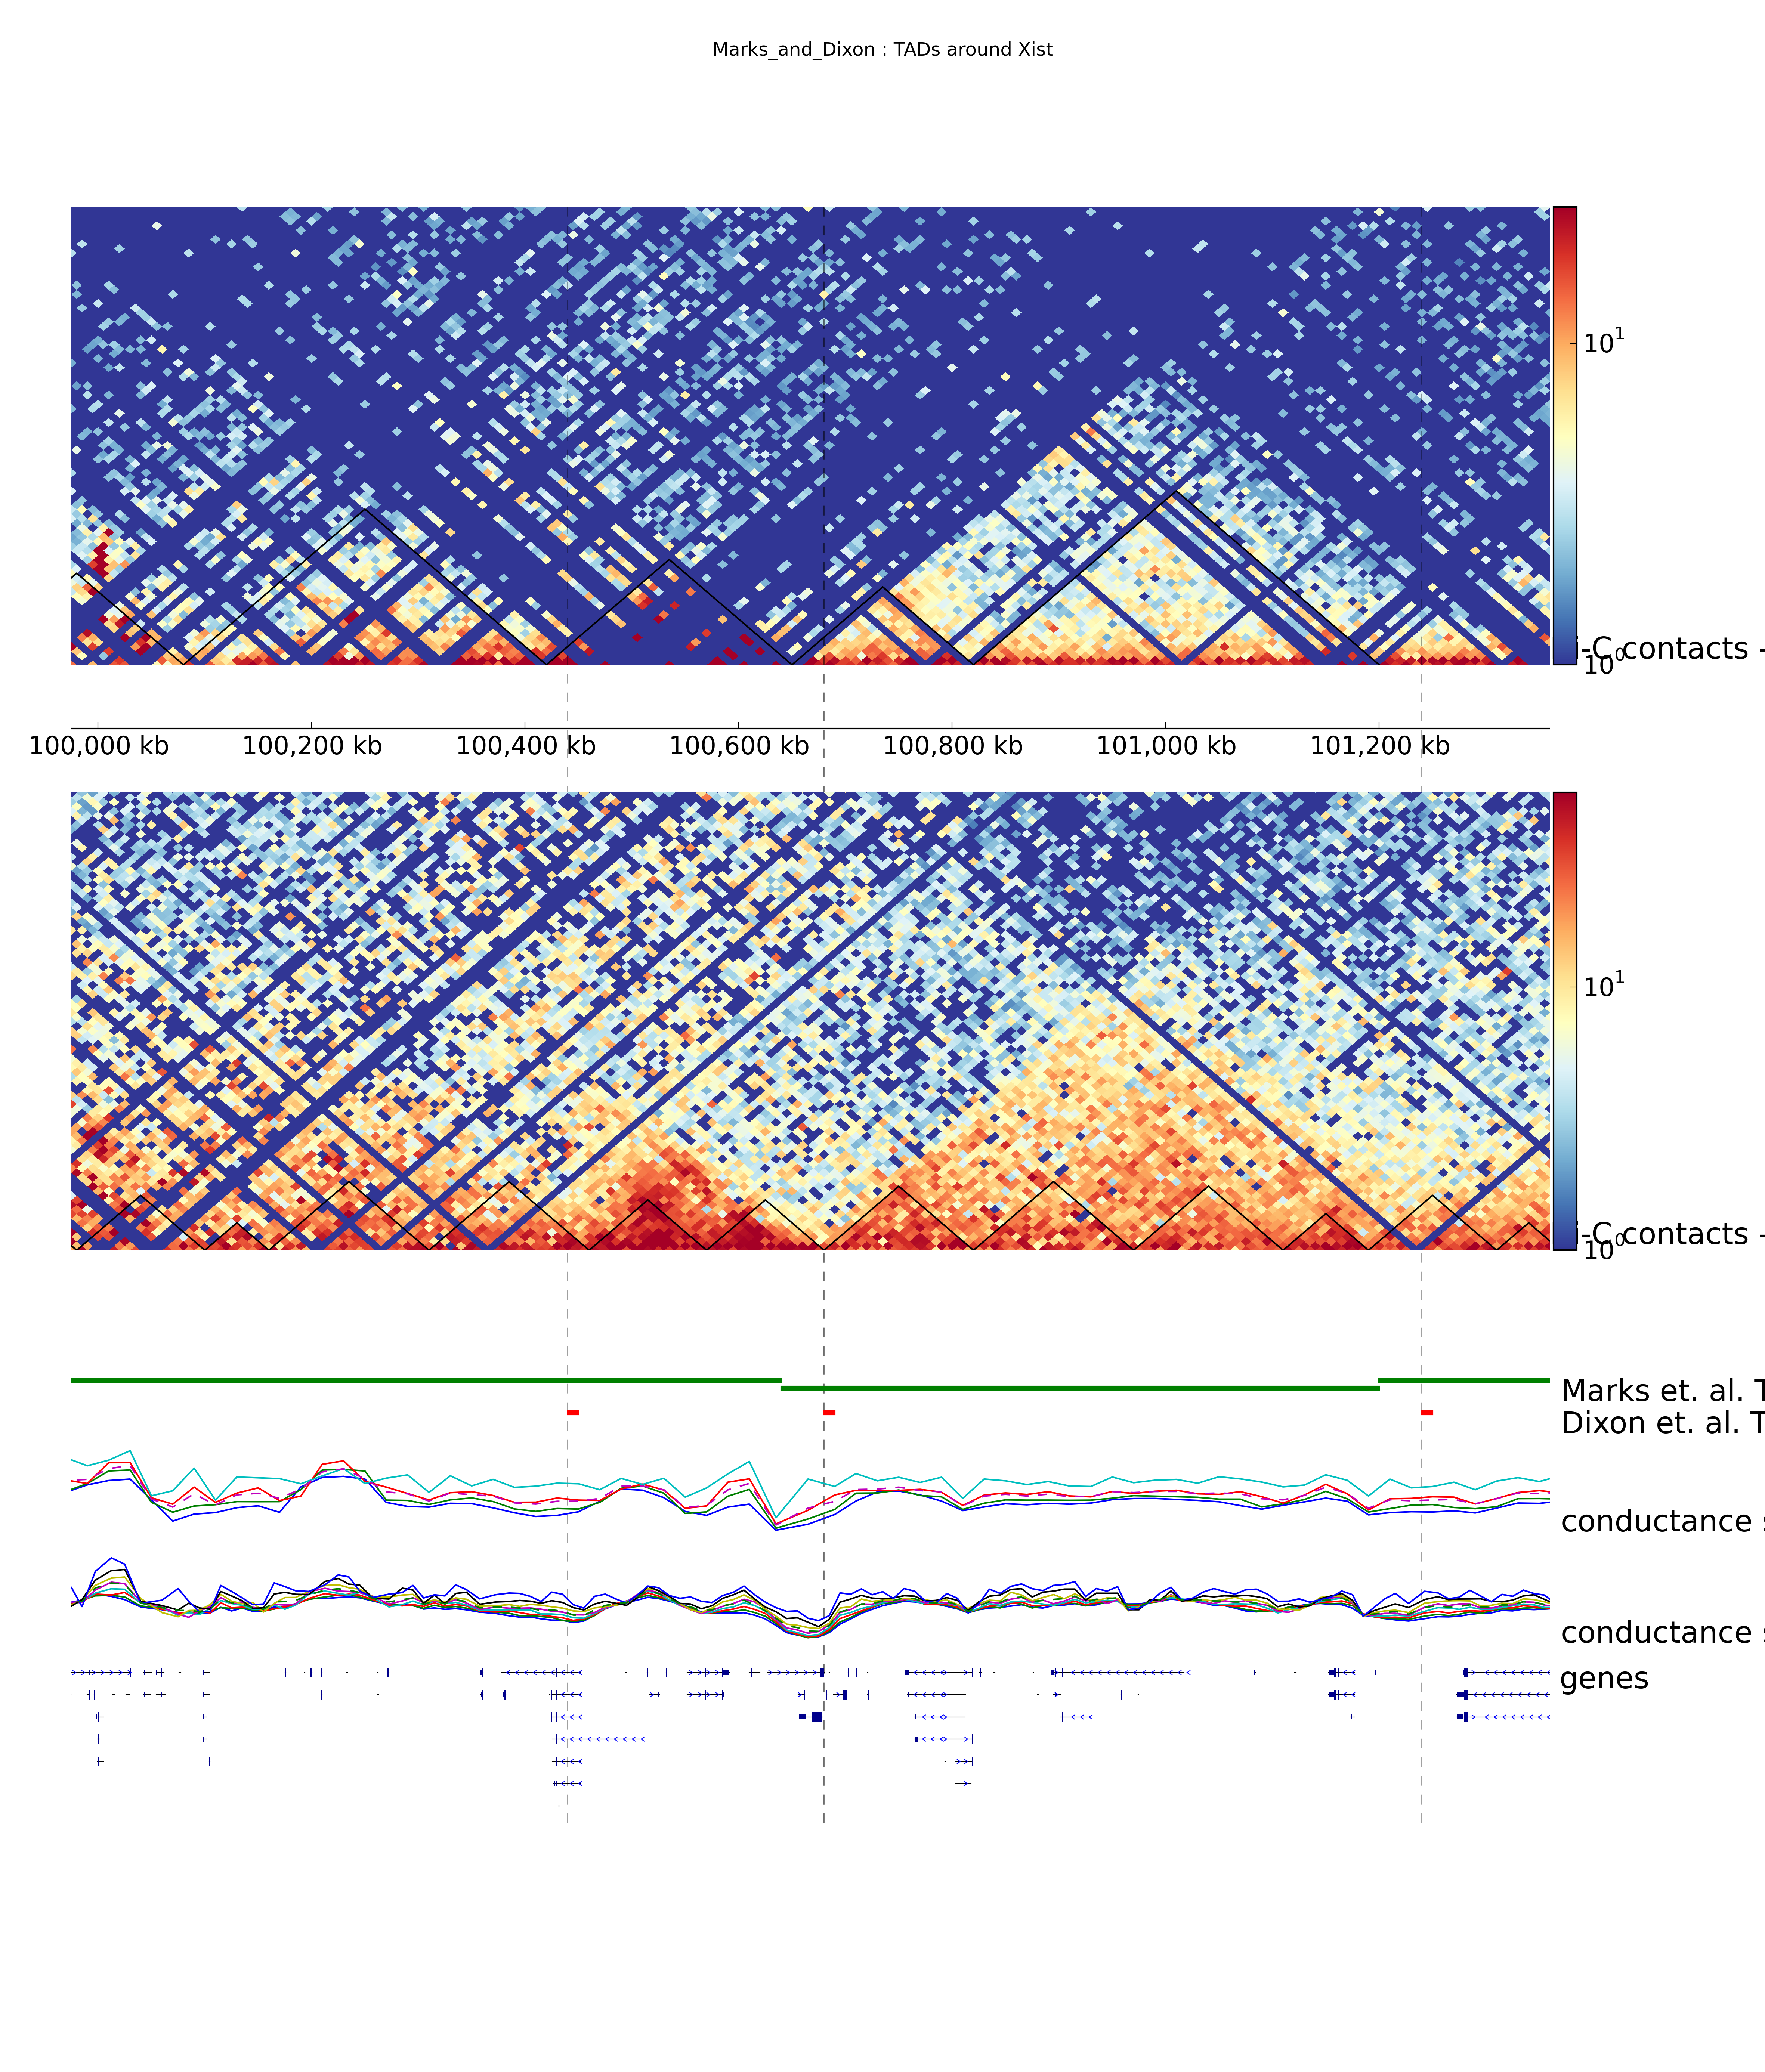 Marks_and_Dixon : TADs around Xist
10¹
-C contacts -
10⁰
100,000 kb 100,200 kb 100,400 kb 100,600 kb 100,800 kb 101,000 kb 101,200 kb
10¹
-C contacts -
10⁰
Marks et. al. T
Dixon et. al. T
conductance s
conductance s
genes